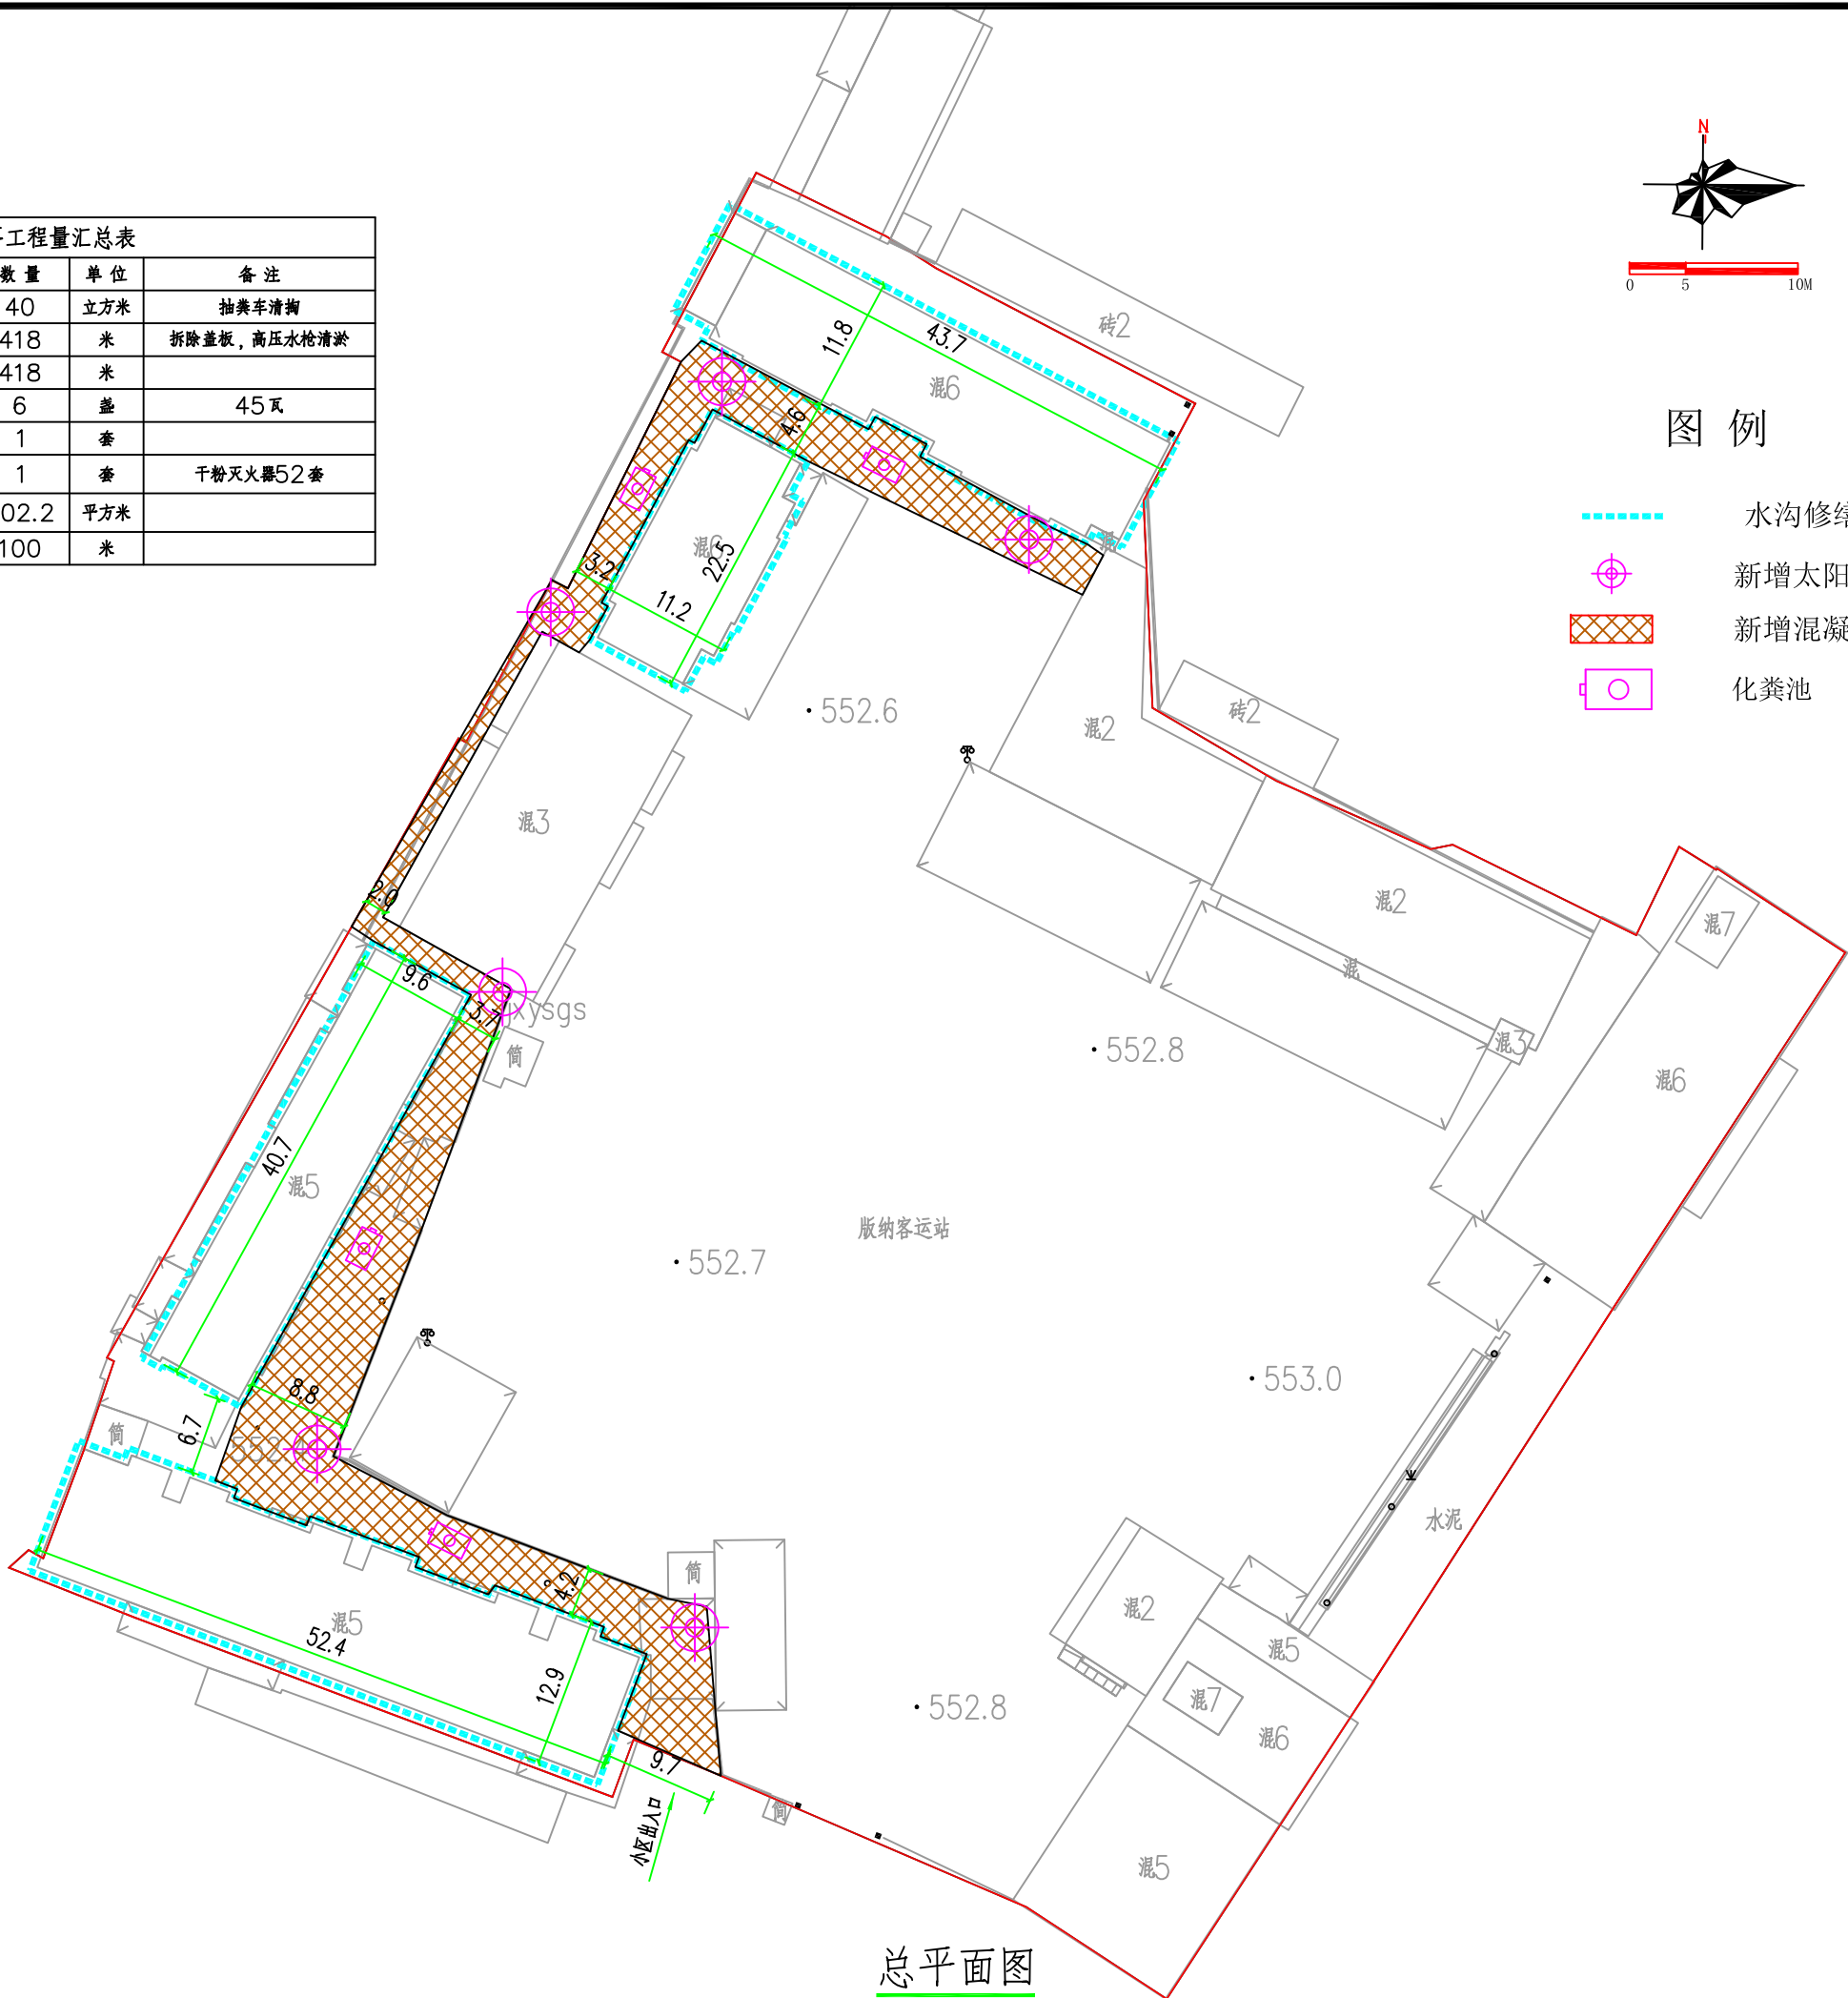 工程量汇总表
数 量 单 位 备 注
40 立方米 抽粪车清掏
418 米 拆除盖板，高压水枪清淤
418 米
6 盏 45瓦
1 套
1 套 干粉灭火器52套
02.2 平方米
100 米
N
0 5 10M
图 例
水沟修缮
新增太阳
新增混凝
化粪池
砖2
43.7
11.8
混6
4.6
混6
22.5
3.2
11.2
混
552.6
混2
砖2
混3
混2
混7
2.0
混
9.6
3.7
jxysgs
简
552.8
混3
混6
40.7
混5
版纳客运站
552.7
553.0
8.8
6.7
简
552
水泥
4.2
简
混5
52.4
12.9
混2
混5
混7
混6
552.8
9.7
简
小区出入口
混5
总平面图